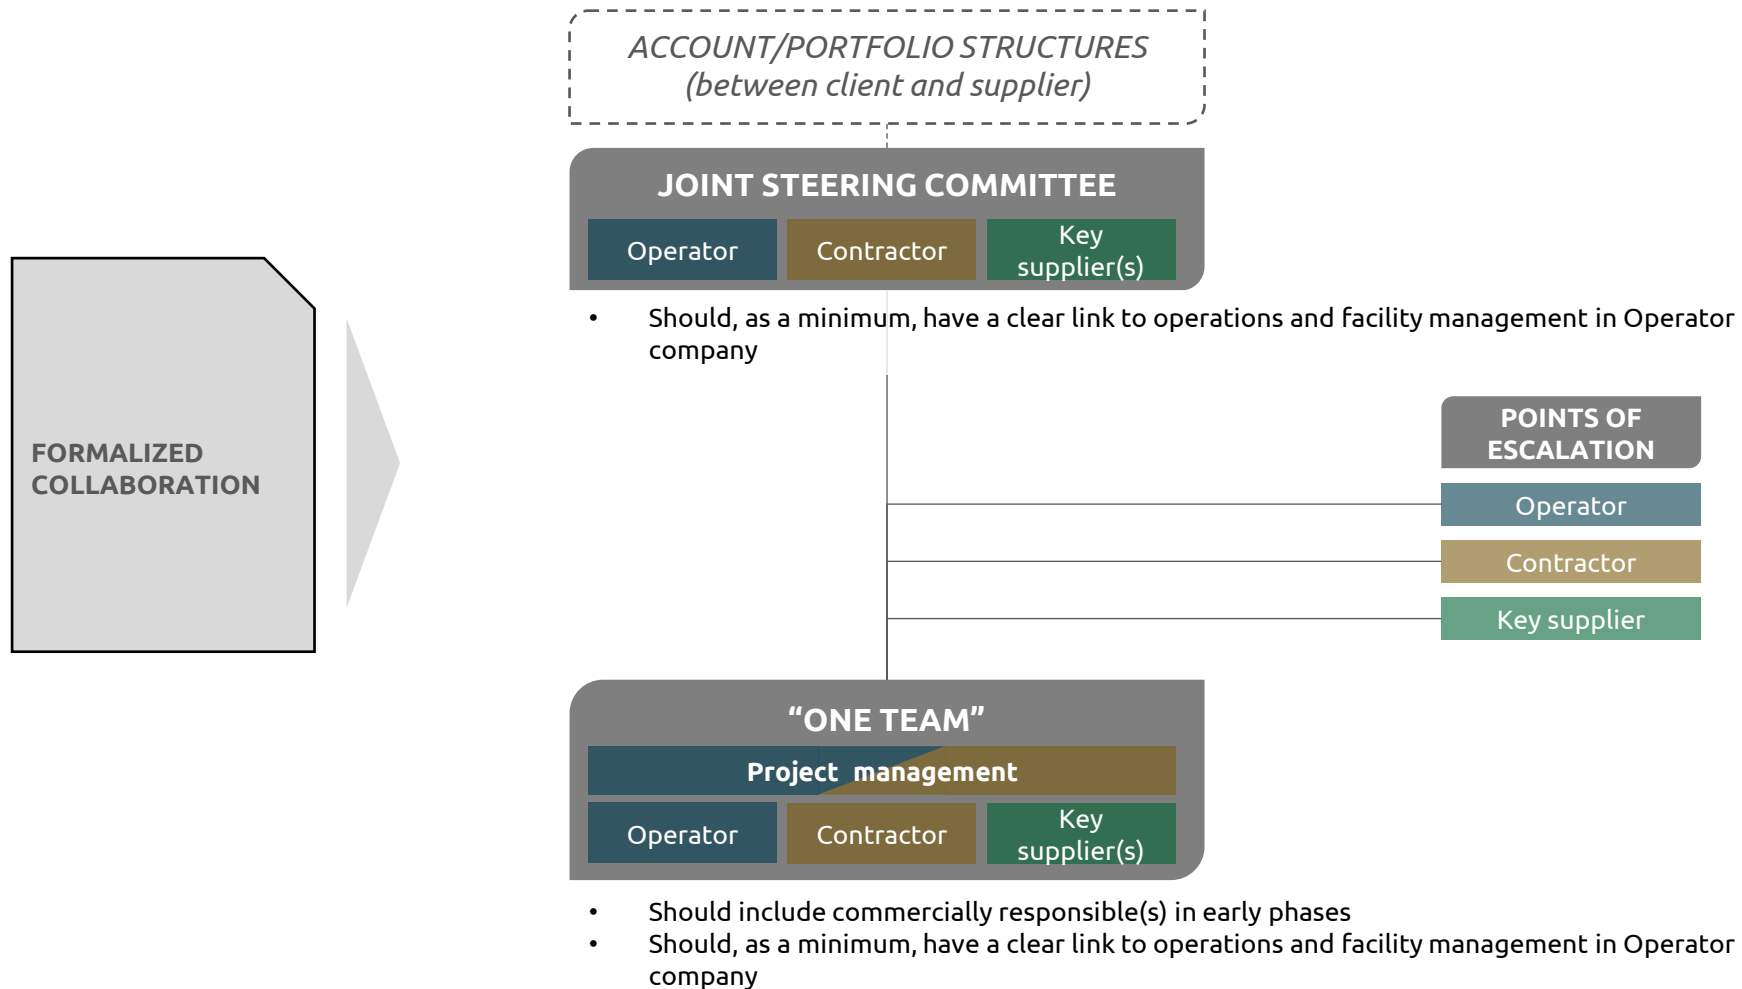 ACCOUNT/PORTFOLIO STRUCTURES
(between client and supplier)
JOINT STEERING COMMITTEE
Operator
Contractor
Key
supplier(s)
• Should, as a minimum, have a clear link to operations and facility management in Operator
company
FORMALIZED
COLLABORATION
POINTS OF
ESCALATION
Operator
Contractor
Key supplier
“ONE TEAM”
Project management
Operator
Contractor
Key
supplier(s)
• Should include commercially responsible(s) in early phases
• Should, as a minimum, have a clear link to operations and facility management in Operator
company